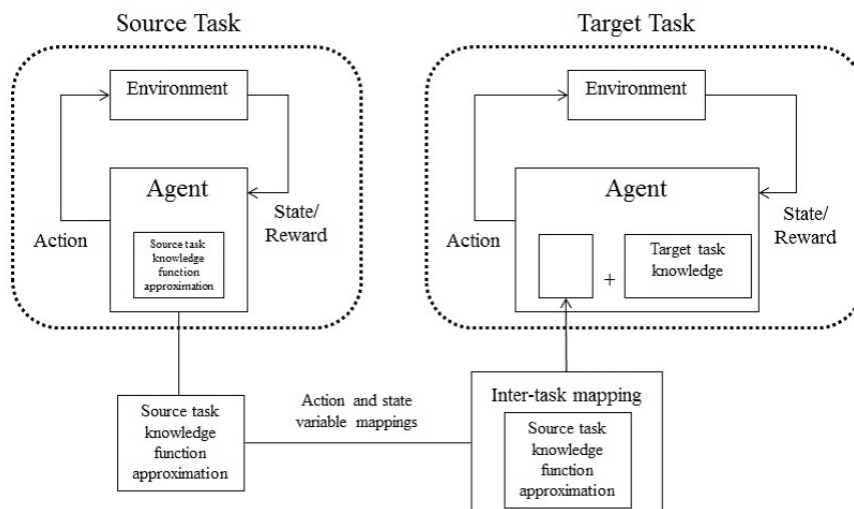 Source Task
Environment
Agent
Action
State/
Reward
Source task
knowledge
function
approximation
Target Task
Environment
Agent
Action
State/
Reward
+
Target task
knowledge
Source task
knowledge
function
approximation
Action and state
variable mappings
Inter-task mapping
Source task
knowledge
function
approximation